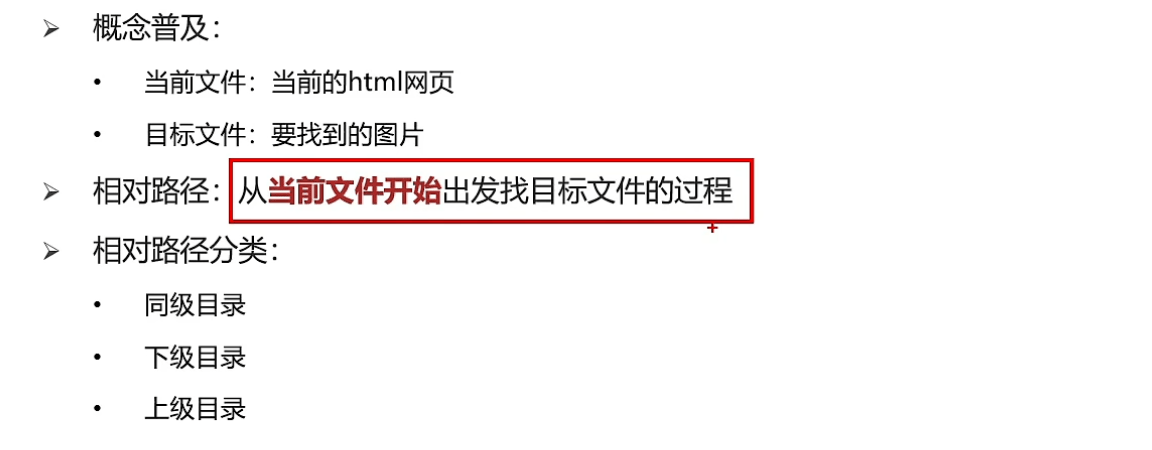 概念普及：
当前文件：当前的html网页
目标文件：要找到的图片
相对路径：从当前文件开始出发找目标文件的过程
相对路径分类：
同级目录
下级目录
上级目录